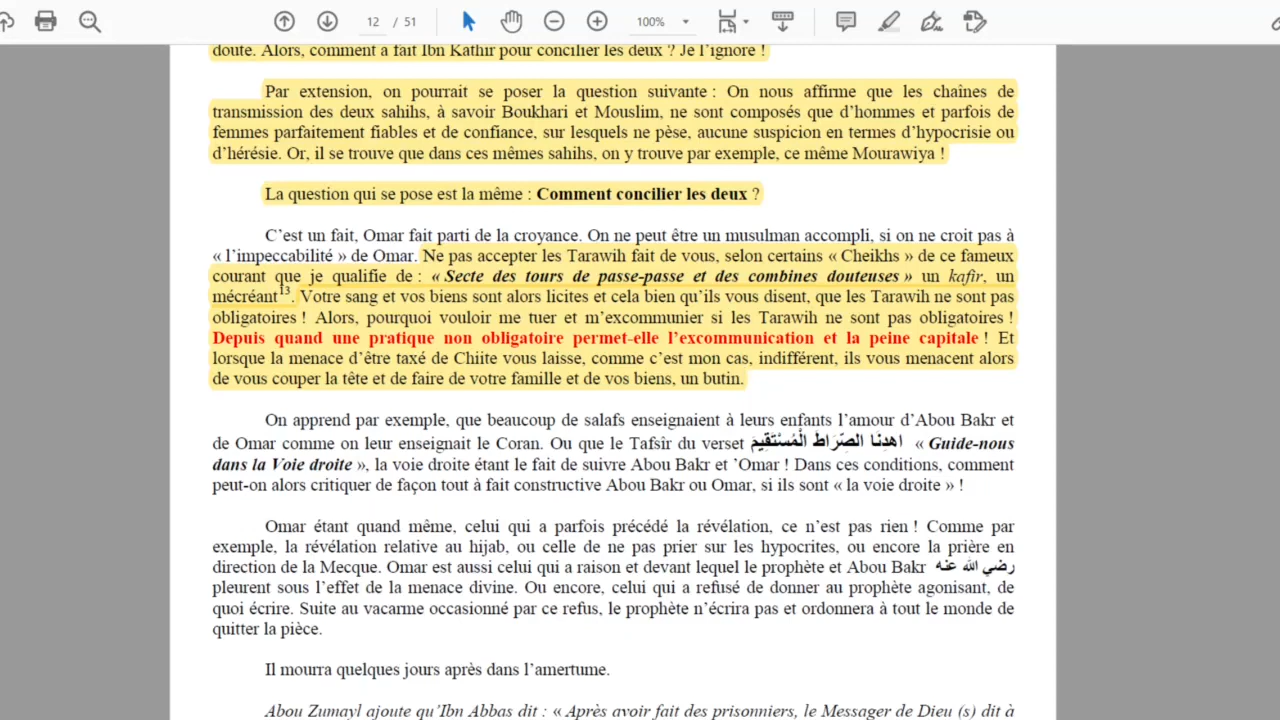 12 / 51
100%
doute. Alors, comment a fait Ibn Kathir pour concilier les deux ? Je l'ignore !
Par extension, on pourrait se poser la question suivante : On nous affirme que les chaînes de
transmission des deux sahihs, à savoir Boukhari et Mouslim, ne sont composés que d'hommes et parfois de
femmes parfaitement fiables et de confiance, sur lesquels ne pèse, aucune suspicion en termes d'hypocrisie ou
d'hérésie. Or, il se trouve que dans ces mêmes sahihs, on y trouve par exemple, ce même Mourawiya !
La question qui se pose est la même : Comment concilier les deux ?
C'est un fait, Omar fait parti de la croyance. On ne peut être un musulman accompli, si on ne croit pas à
« l'impeccabilité » de Omar. Ne pas accepter les Tarawih fait de vous, selon certains « Cheikhs » de ce fameux
courant que je qualifie de : « Secte des tours de passe-passe et des combines douteuses » un kafir, un
mécréant13. Votre sang et vos biens sont alors licites et cela bien qu'ils vous disent, que les Tarawih ne sont pas
obligatoires ! Alors, pourquoi vouloir me tuer et m'excommunier si les Tarawih ne sont pas obligatoires !
Depuis quand une pratique non obligatoire permet-elle l'excommunication et la peine capitale ! Et
lorsque la menace d'être taxé de Chiite vous laisse, comme c'est mon cas, indifférent, ils vous menacent alors
de vous couper la tête et de faire de votre famille et de vos biens, un butin.
On apprend par exemple, que beaucoup de salafs enseignaient à leurs enfants l'amour d'Abou Bakr et
de Omar comme on leur enseignait le Coran. Ou que le Tafsîr du verset اهْدِنَا الصِّرَاطَ الْمُسْتَقِيمَ « Guide-nous
dans la Voie droite », la voie droite étant le fait de suivre Abou Bakr et 'Omar ! Dans ces conditions, comment
peut-on alors critiquer de façon tout à fait constructive Abou Bakr ou Omar, si ils sont « la voie droite » !
Omar étant quand même, celui qui a parfois précédé la révélation, ce n'est pas rien ! Comme par
exemple, la révélation relative au hijab, ou celle de ne pas prier sur les hypocrites, ou encore la prière en
direction de la Mecque. Omar est aussi celui qui a raison et devant lequel le prophète et Abou Bakr رضي الله عنه
pleurent sous l'effet de la menace divine. Ou encore, celui qui a refusé de donner au prophète agonisant, de
quoi écrire. Suite au vacarme occasionné par ce refus, le prophète n'écrira pas et ordonnera à tout le monde de
quitter la pièce.
Il mourra quelques jours après dans l'amertume.
Abou Zumayl ajoute qu'Ibn Abbas dit : « Après avoir fait des prisonniers, le Messager de Dieu (s) dit à